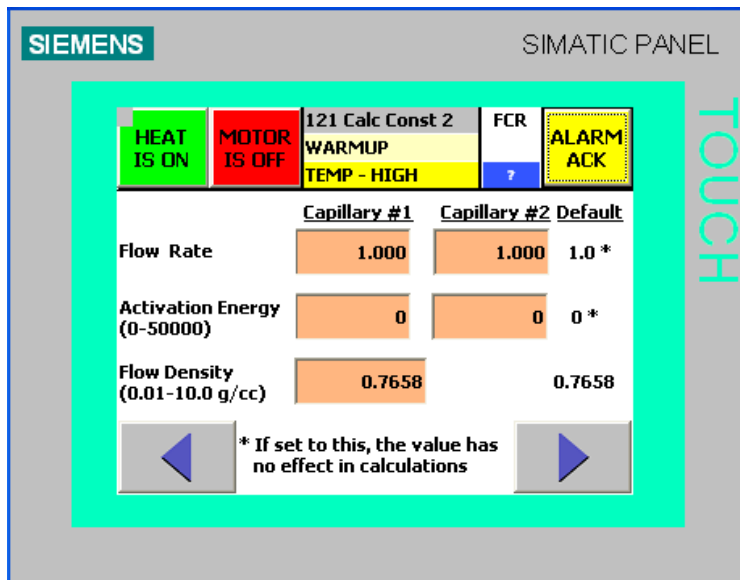 SIEMENS
SIMATIC PANEL
TOUCH
HEAT
IS ON
MOTOR
IS OFF
121 Calc Const 2
WARMUP
TEMP - HIGH
FCR
?
ALARM
ACK
Capillary #1 Capillary #2 Default
Flow Rate 1.000 1.000 1.0 *
Activation Energy
(0-50000) 0 0 0 *
Flow Density
(0.01-10.0 g/cc) 0.7658 0.7658
* If set to this, the value has
no effect in calculations